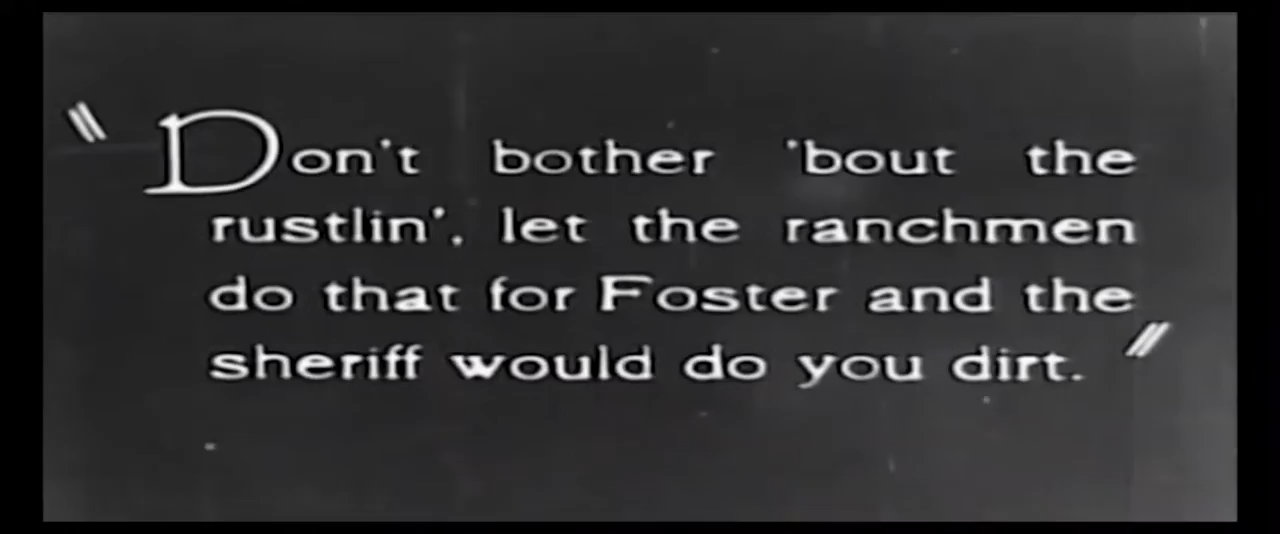 "Don't bother 'bout the
rustlin', let the ranchmen
do that for Foster and the
sheriff would do you dirt."